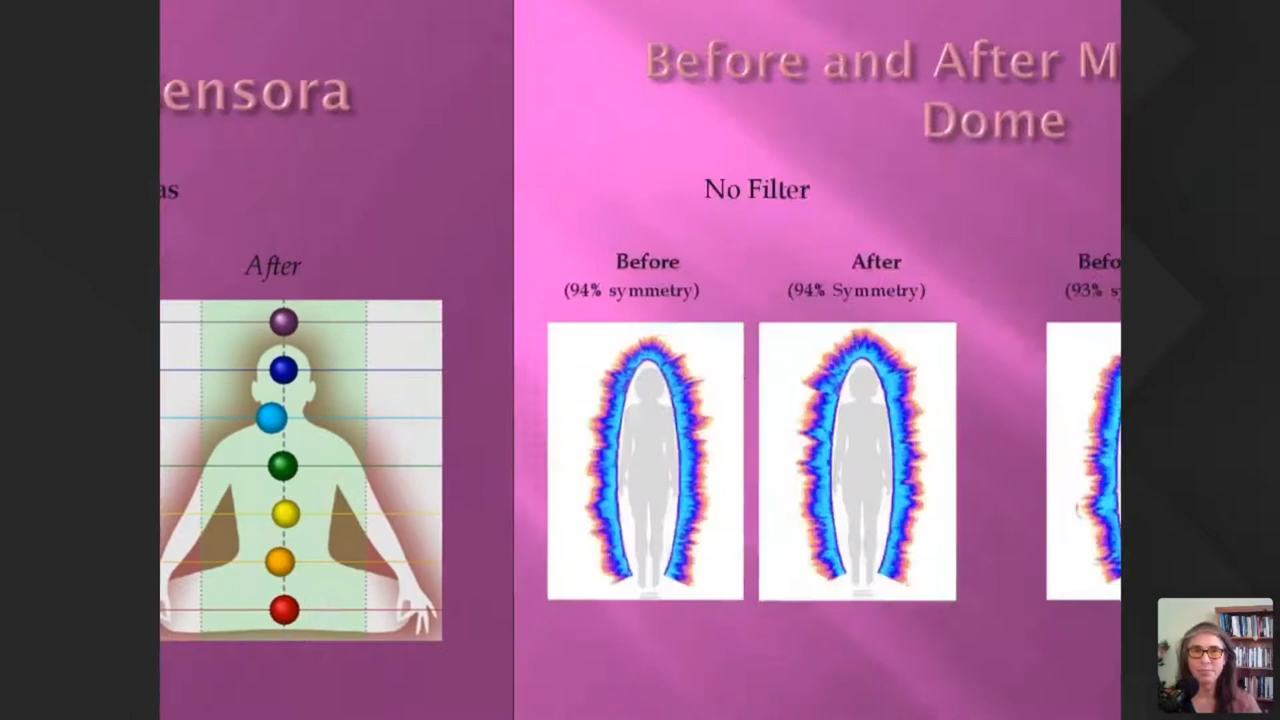 ensora
as
After
Before and After M
Dome
No Filter
Before
(94% symmetry)
After
(94% Symmetry)
Befo
(93% s